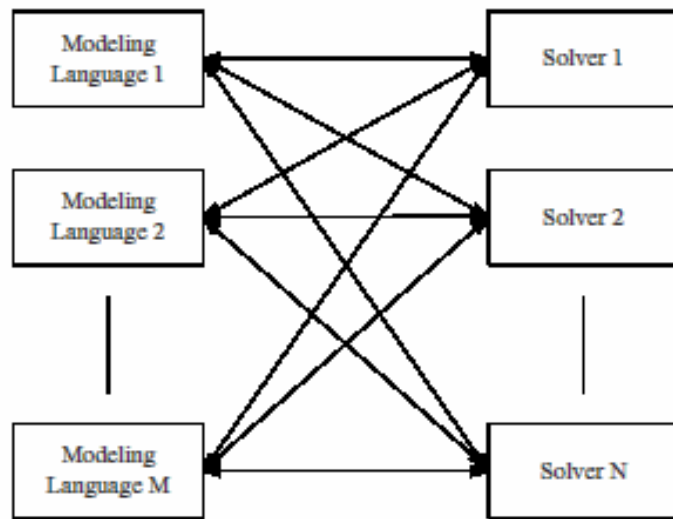 Modeling
Language 1
Solver 1
Modeling
Language 2
Solver 2
Modeling
Language M
Solver N